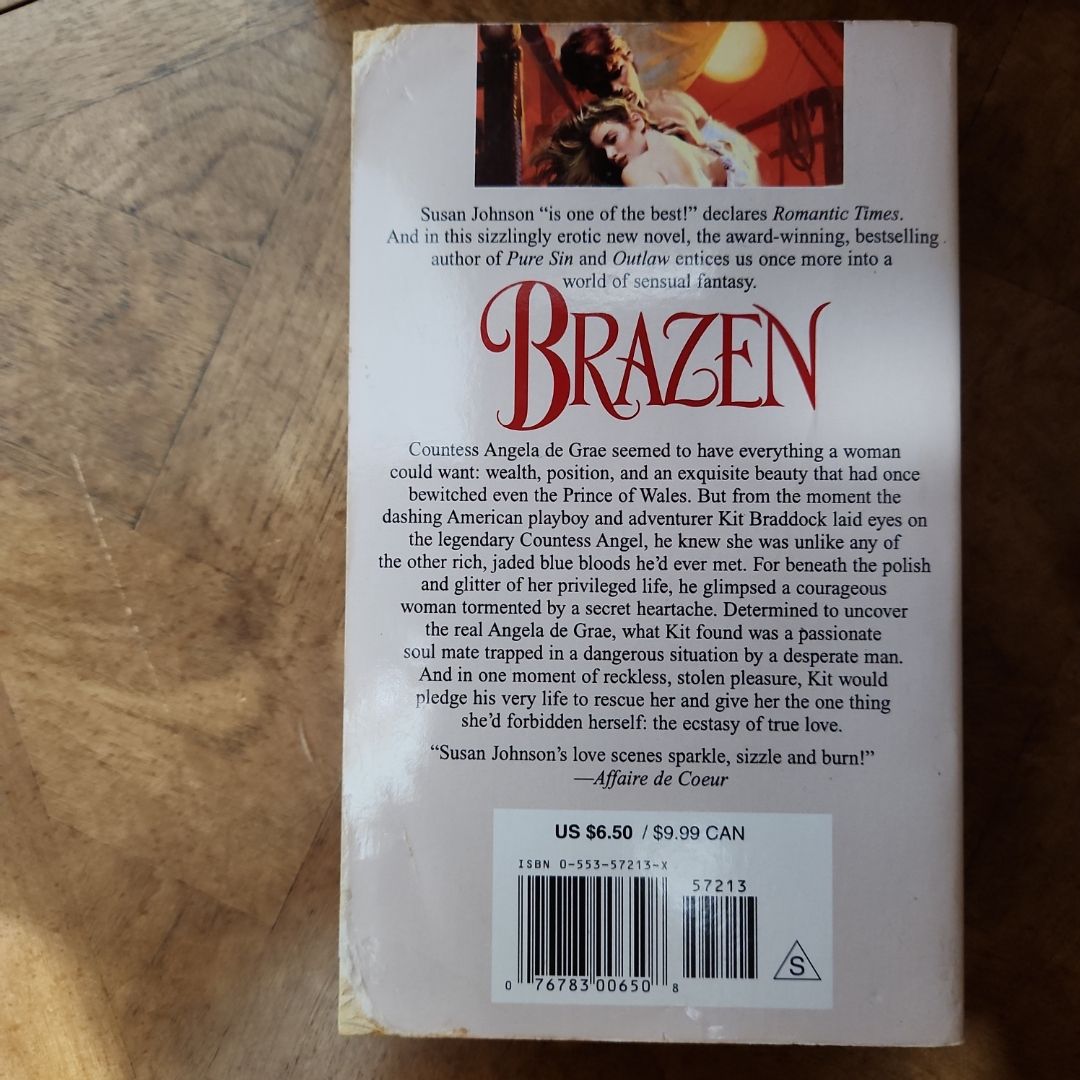 Susan Johnson “is one of the best!” declares Romantic Times.
And in this sizzlingly erotic new novel, the award-winning, bestselling
author of Pure Sin and Outlaw entices us once more into a
world of sensual fantasy.
BRAZEN
Countess Angela de Grae seemed to have everything a woman
could want: wealth, position, and an exquisite beauty that had once
bewitched even the Prince of Wales. But from the moment the
dashing American playboy and adventurer Kit Braddock laid eyes on
the legendary Countess Angel, he knew she was unlike any of
the other rich, jaded blue bloods he’d ever met. For beneath the polish
and glitter of her privileged life, he glimpsed a courageous
woman tormented by a secret heartache. Determined to uncover
the real Angela de Grae, what Kit found was a passionate
soul mate trapped in a dangerous situation by a desperate man.
And in one moment of reckless, stolen pleasure, Kit would
pledge his very life to rescue her and give her the one thing
she’d forbidden herself: the ecstasy of true love.
“Susan Johnson’s love scenes sparkle, sizzle and burn!”
—Affaire de Coeur
US $6.50 / $9.99 CAN
ISBN 0-553-57213-X
57213
0 76783 00650 8
S